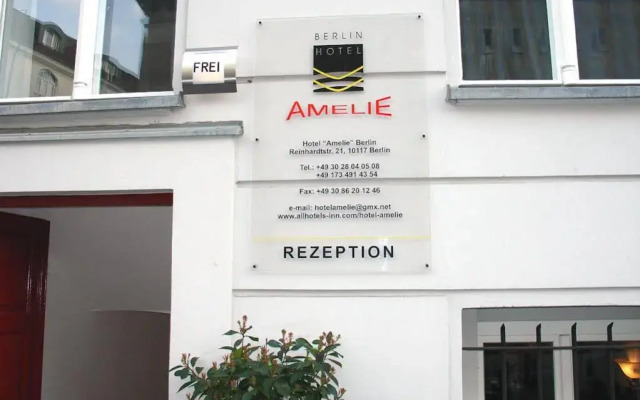 BERLIN
HOTEL
FREI
AMELIE
Hotel "Amelie" Berlin
Reinhardtstr. 21, 10117 Berlin
Tel.: +49 30 28 04 05 08
+49 173 491 43 54
Fax: +49 30 86 20 12 46
e-mail: hotelamelie@gmx.net
www.allhotels-inn.com/hotel-amelie
REZEPTION